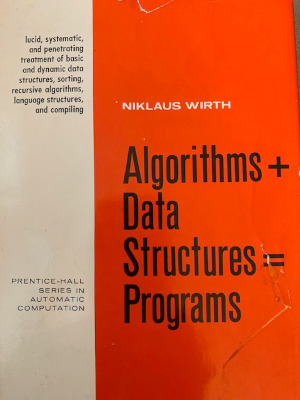 lucid, systematic,
and penetrating
treatment of basic
and dynamic data
structures, sorting,
recursive algorithms,
language structures,
and compiling
NIKLAUS WIRTH
Algorithms +
Data
Structures =
Programs
PRENTICE-HALL
SERIES IN
AUTOMATIC
COMPUTATION